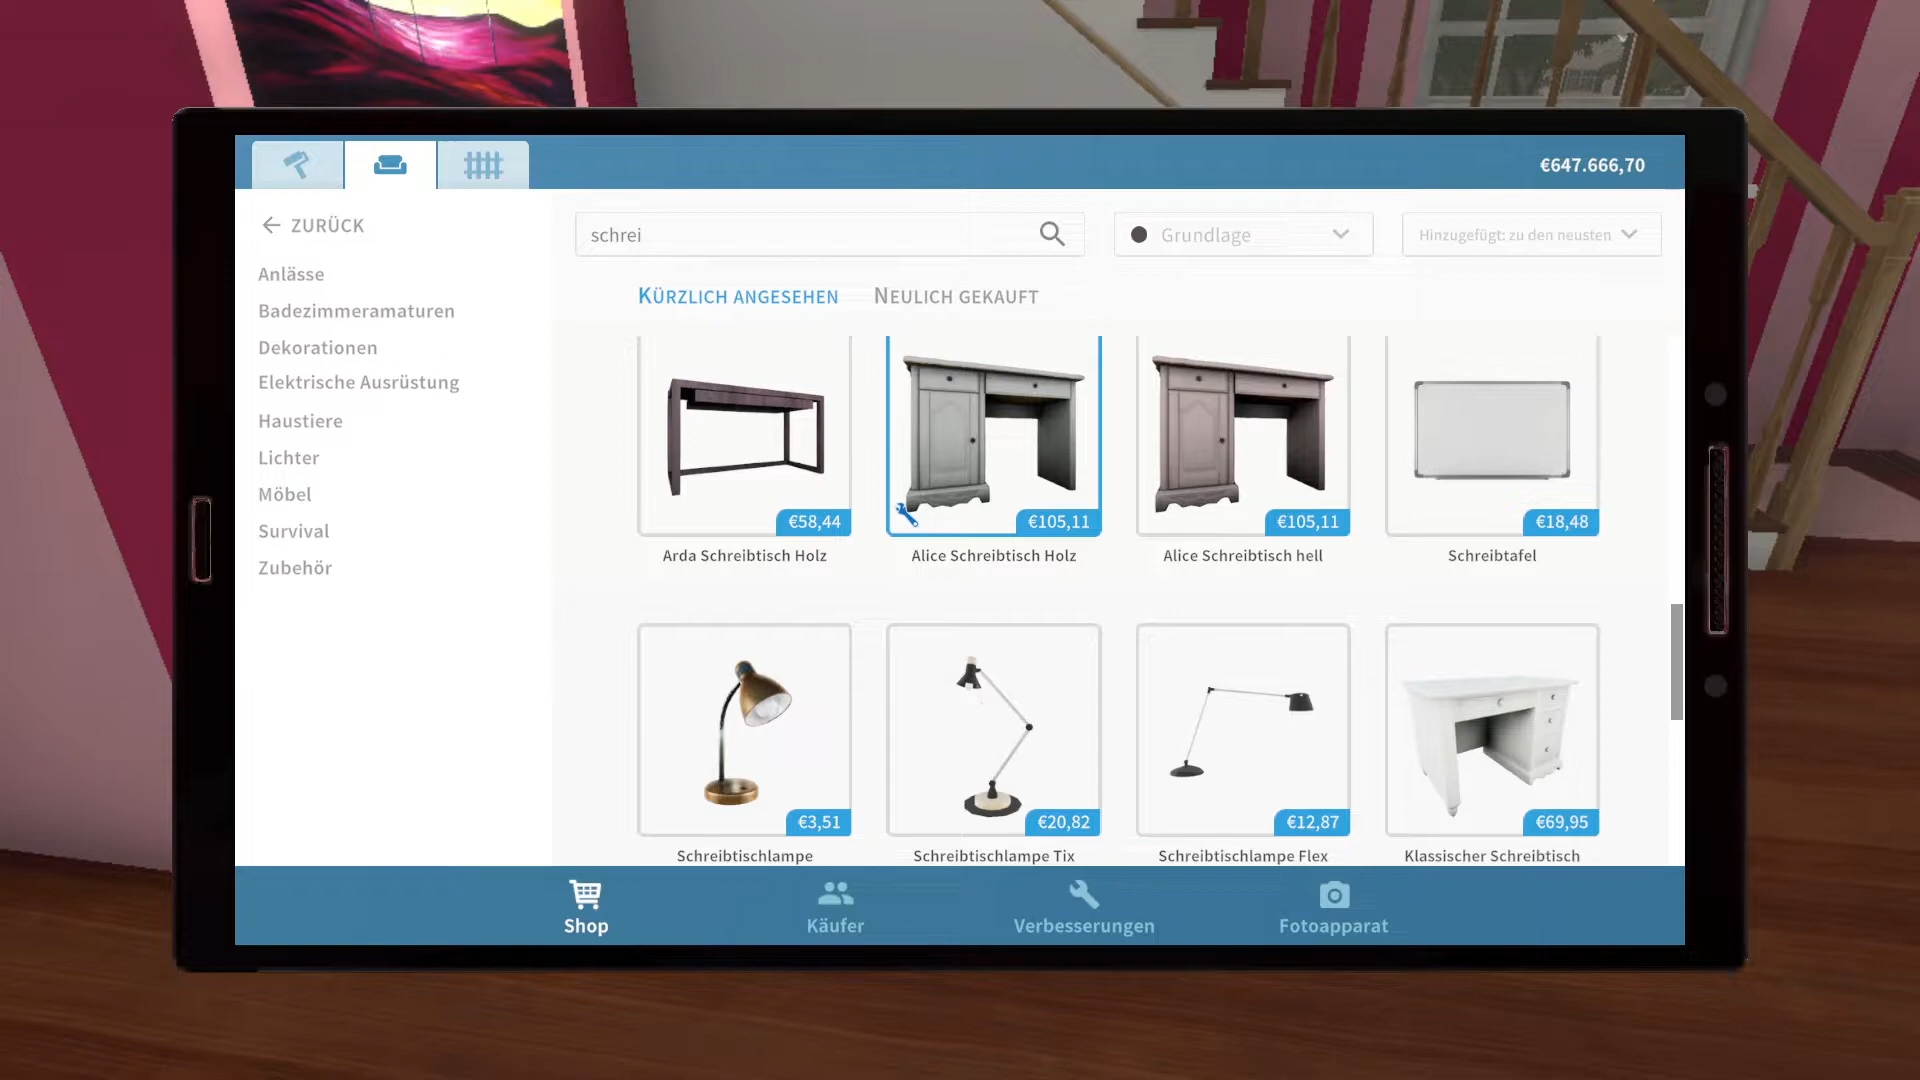 €647.666,70
ZURÜCK
Anlässe
Badezimmeramaturen
Dekorationen
Elektrische Ausrüstung
Haustiere
Lichter
Möbel
Survival
Zubehör
schrei
Grundlage
Hinzugefügt: zu den neusten
KÜRZLICH ANGESEHEN
NEULICH GEKAUFT
€58,44
€105,11
€105,11
€18,48
Arda Schreibtisch Holz
Alice Schreibtisch Holz
Alice Schreibtisch hell
Schreibtafel
€3,51
€20,82
€12,87
€69,95
Schreibtischlampe
Schreibtischlampe Tix
Schreibtischlampe Flex
Klassischer Schreibtisch
Shop
Käufer
Verbesserungen
Fotoapparat